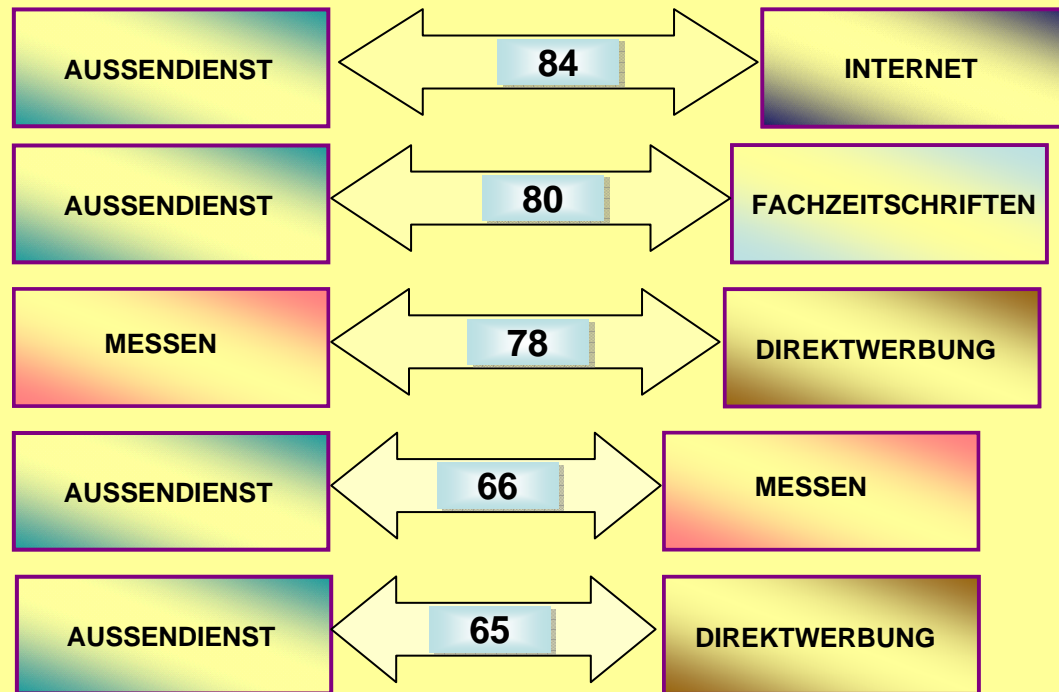 AUSSENDIENST 84 INTERNET
AUSSENDIENST 80 FACHZEITSCHRIFTEN
MESSEN 78 DIREKTWERBUNG
AUSSENDIENST 66 MESSEN
AUSSENDIENST 65 DIREKTWERBUNG